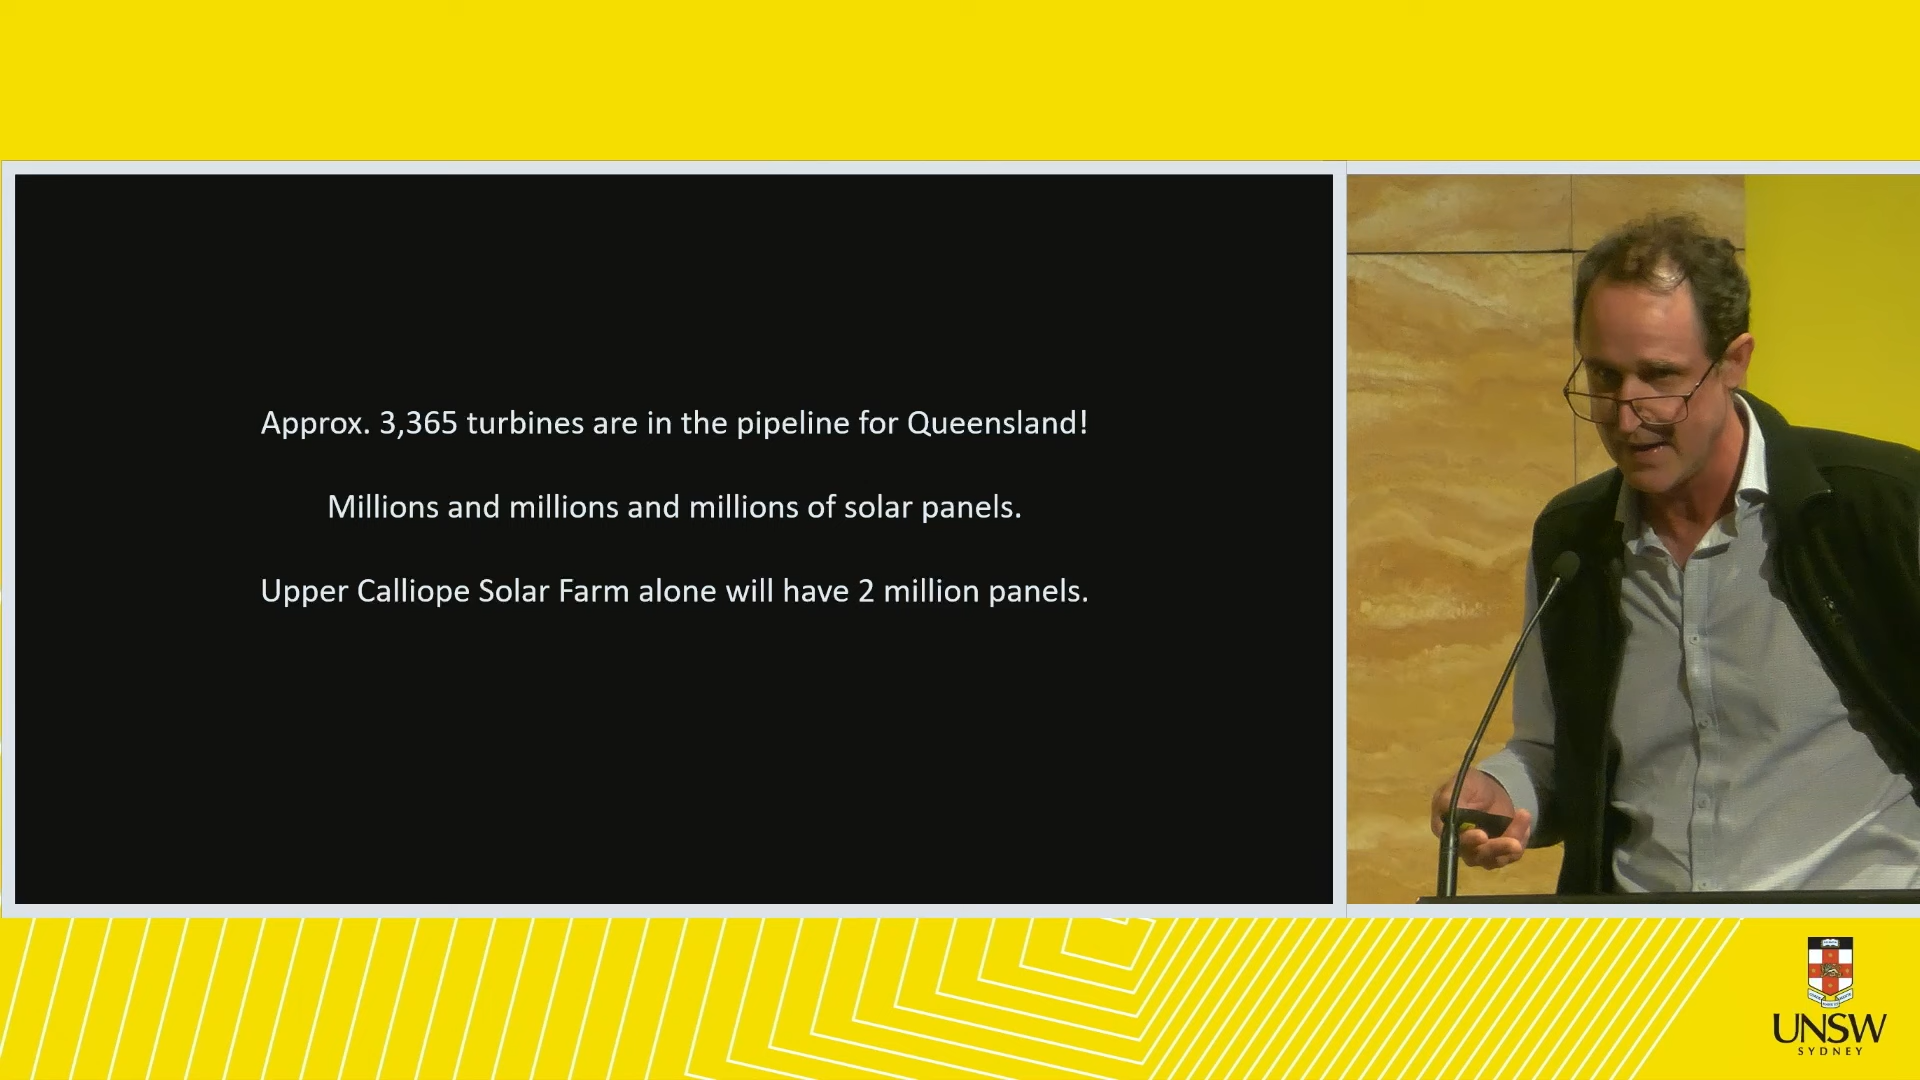 Approx. 3,365 turbines are in the pipeline for Queensland!
Millions and millions and millions of solar panels.
Upper Calliope Solar Farm alone will have 2 million panels.
UNSW
SYDNEY